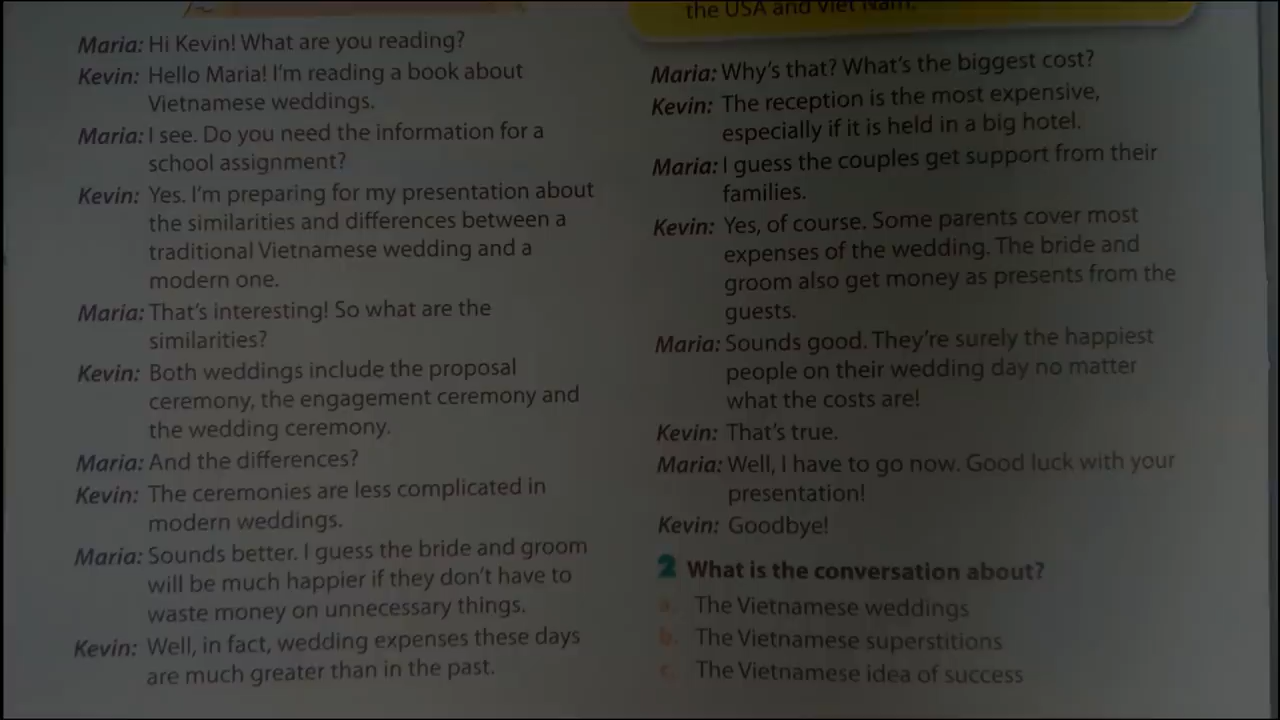 Maria: Hi Kevin! What are you reading?
Kevin: Hello Maria! I'm reading a book about
Vietnamese weddings.
Maria: I see. Do you need the information for a
school assignment?
Kevin: Yes. I'm preparing for my presentation about
the similarities and differences between a
traditional Vietnamese wedding and a
modern one.
Maria: That's interesting! So what are the
similarities?
Kevin: Both weddings include the proposal
ceremony, the engagement ceremony and
the wedding ceremony.
Maria: And the differences?
Kevin: The ceremonies are less complicated in
modern weddings.
Maria: Sounds better. I guess the bride and groom
will be much happier if they don't have to
waste money on unnecessary things.
Kevin: Well, in fact, wedding expenses these days
are much greater than in the past.
the USA and Viet Nam.
Maria: Why's that? What's the biggest cost?
Kevin: The reception is the most expensive,
especially if it is held in a big hotel.
Maria: I guess the couples get support from their
families.
Kevin: Yes, of course. Some parents cover most
expenses of the wedding. The bride and
groom also get money as presents from the
guests.
Maria: Sounds good. They're surely the happiest
people on their wedding day no matter
what the costs are!
Kevin: That's true.
Maria: Well, I have to go now. Good luck with your
presentation!
Kevin: Goodbye!
2 What is the conversation about?
a. The Vietnamese weddings
b. The Vietnamese superstitions
c. The Vietnamese idea of success